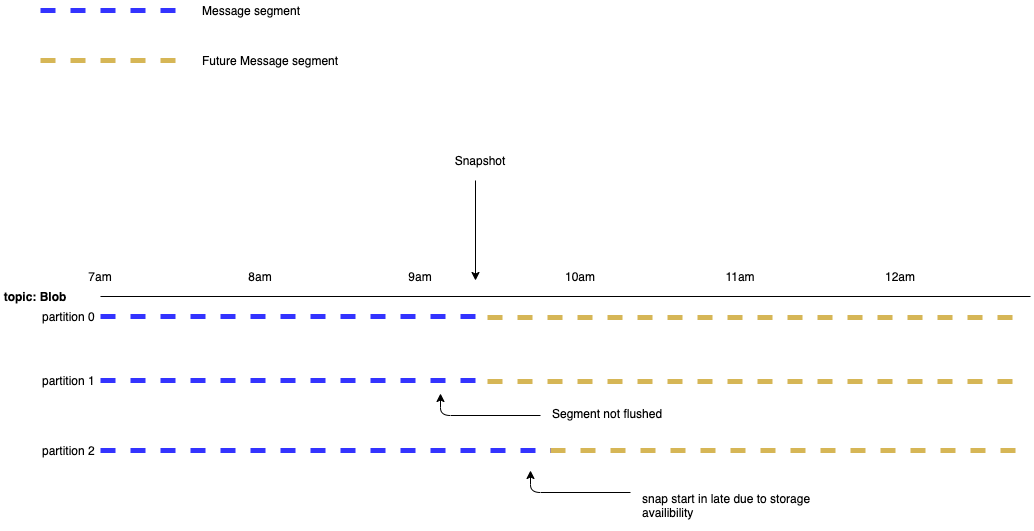 Message segment
Future Message segment
Snapshot
7am 8am 9am 10am 11am 12am
topic: Blob
partition 0
partition 1
Segment not flushed
partition 2
snap start in late due to storage
availibility